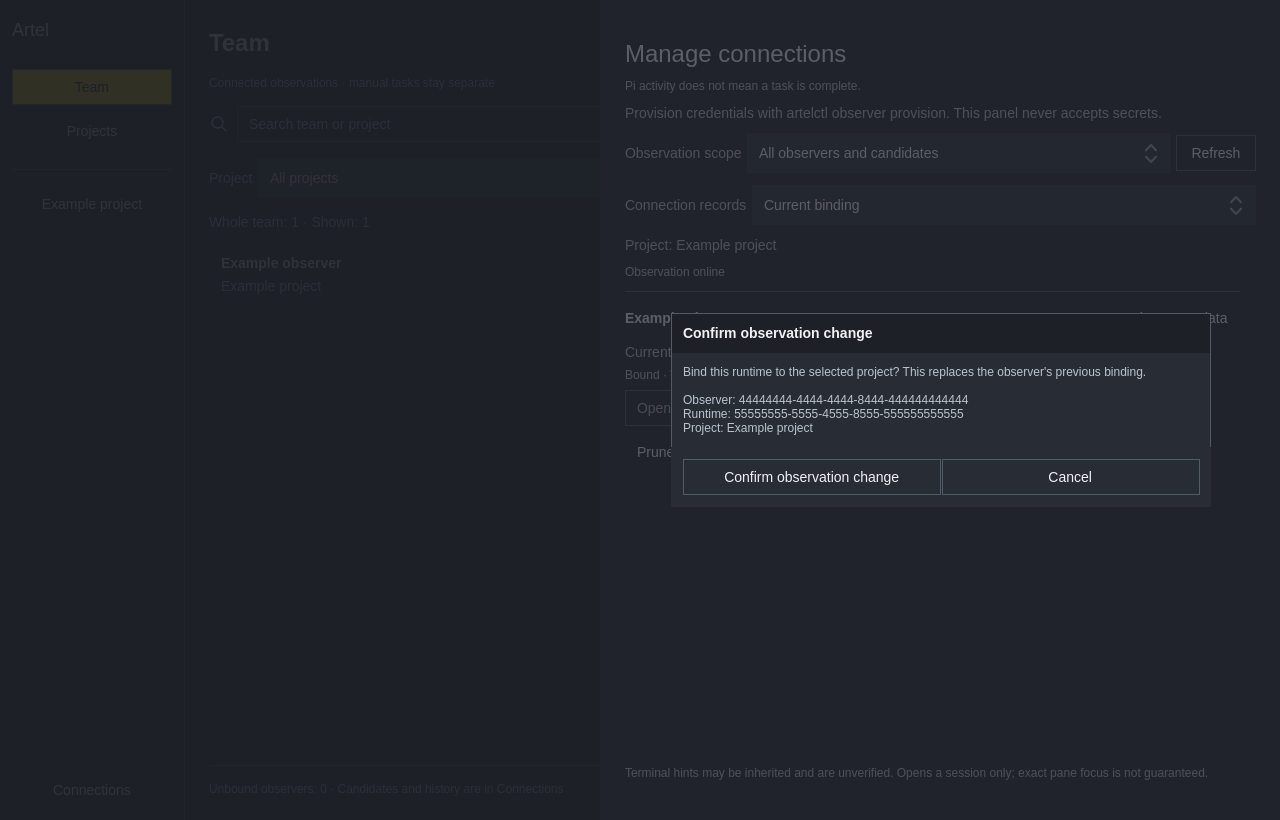 Artel
Team
Projects
Example project
Connections
Team
Connected observations · manual tasks stay separate
Search team or project
Project
All projects
Whole team: 1 · Shown: 1
Example observer
Example project
Unbound observers: 0 · Candidates and history are in Connections
Manage connections
Pi activity does not mean a task is complete.
Provision credentials with artelctl observer provision. This panel never accepts secrets.
Observation scope
All observers and candidates
Refresh
Connection records
Current binding
Project: Example project
Observation online
Current
Bound ·
Open
Prune
Confirm observation change
Bind this runtime to the selected project? This replaces the observer's previous binding.
Observer: 44444444-4444-4444-8444-444444444444
Runtime: 55555555-5555-4555-8555-555555555555
Project: Example project
Confirm observation change
Cancel
Terminal hints may be inherited and are unverified. Opens a session only; exact pane focus is not guaranteed.